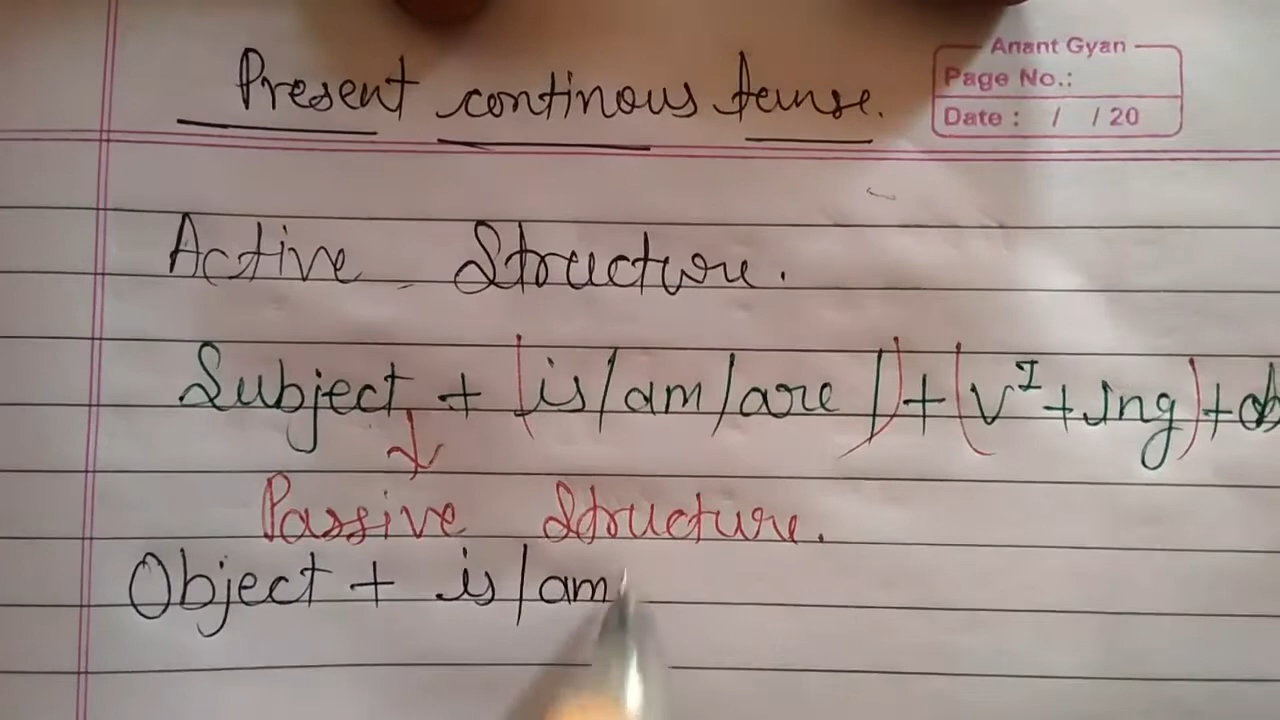 Present continous tense.
Anant Gyan
Page No.:
Date : / / 20
Active Structure.
Subject + (is/am/are) + (V^I + ing) + ob
Passive Structure.
Object + is/am